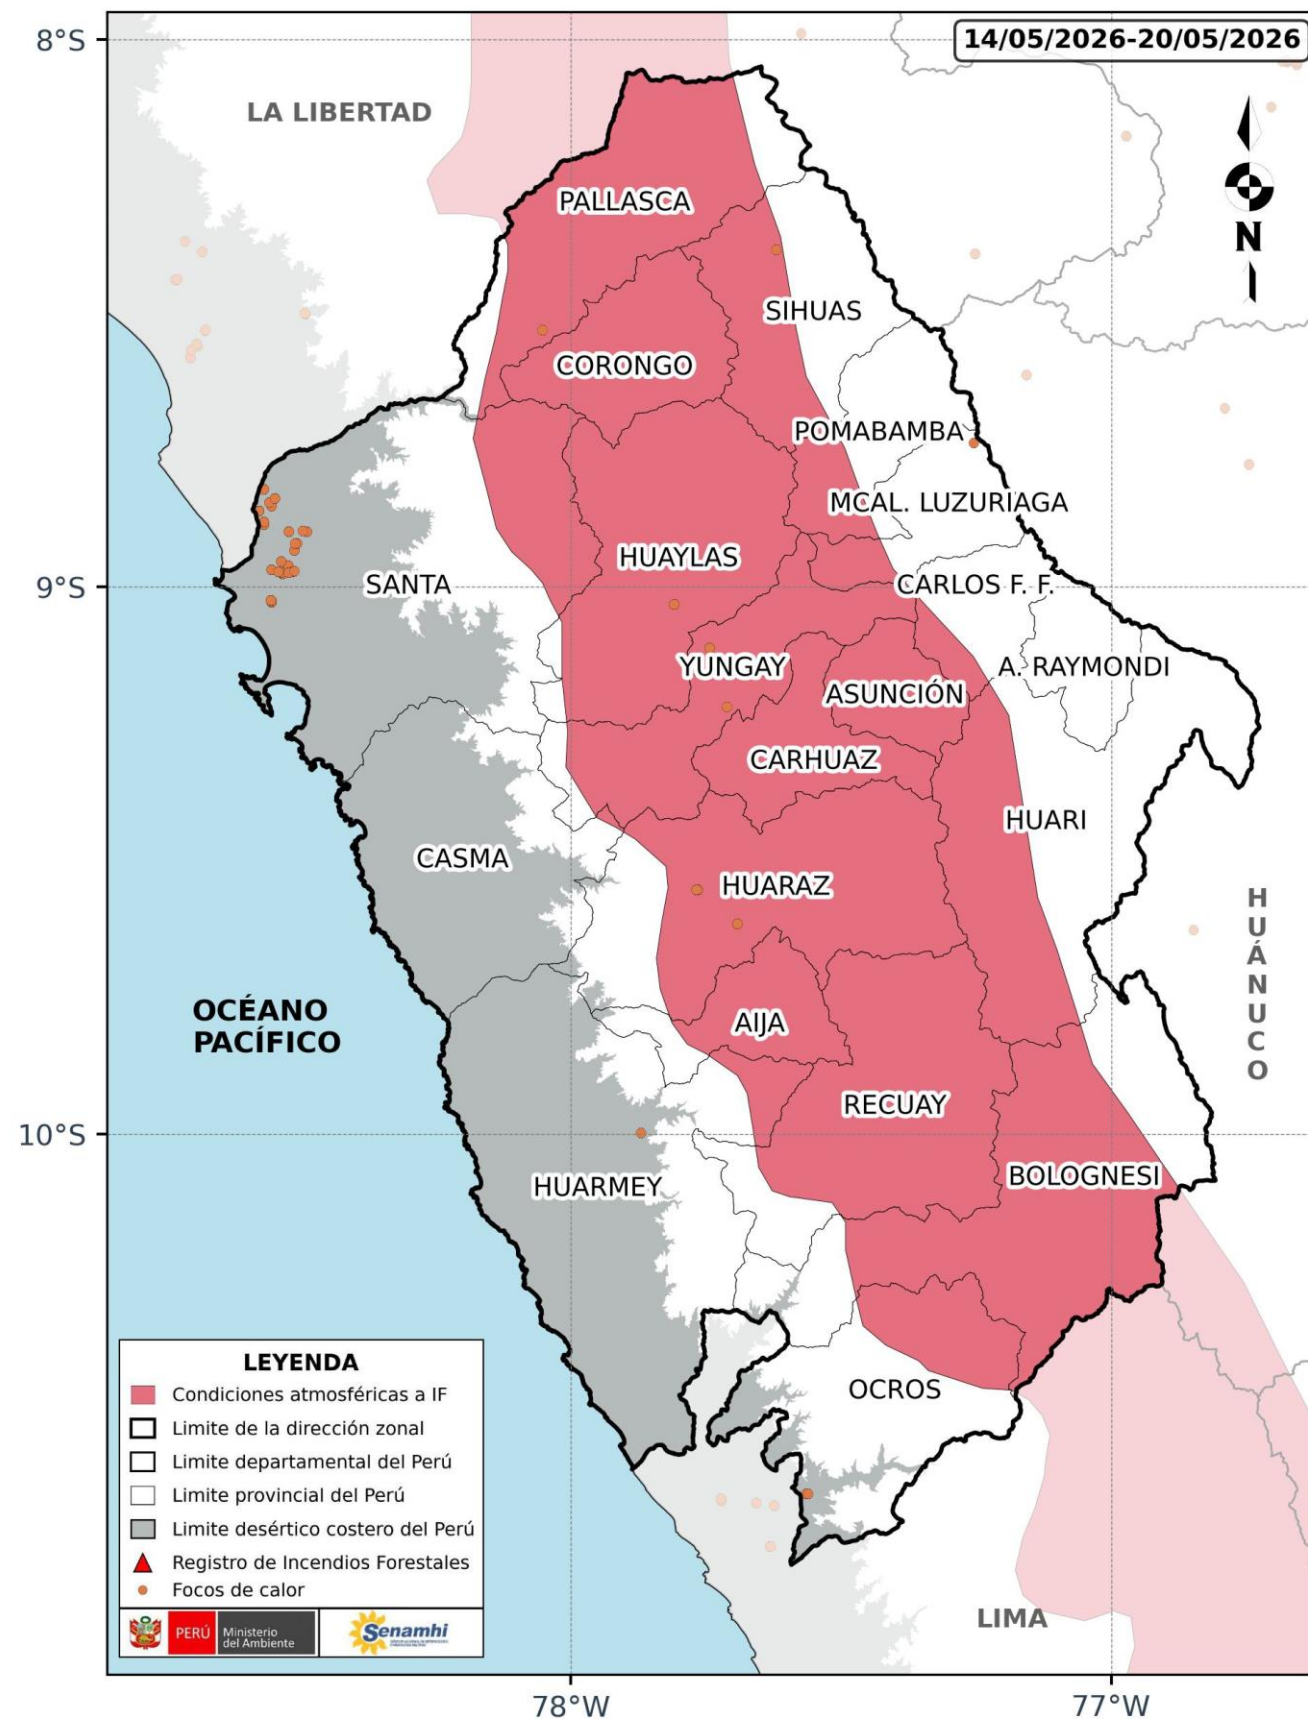 8°S
14/05/2026-20/05/2026
LA LIBERTAD
N
PALLASCA
SIHUAS
CORONGO
POMABAMBA
MCAL. LUZURIAGA
HUAYLAS
9°S
SANTA
CARLOS F. F.
YUNGAY
A. RAYMONDI
ASUNCIÓN
CARHUAZ
HUARI
CASMA
HUARAZ
H
U
Á
N
U
C
O
OCÉANO
PACÍFICO
AIJA
RECUAY
10°S
BOLOGNESI
HUARMEY
OCROS
LEYENDA
Condiciones atmosféricas a IF
Limite de la dirección zonal
Limite departamental del Perú
Limite provincial del Perú
Limite desértico costero del Perú
Registro de Incendios Forestales
Focos de calor
PERÚ
Ministerio
del Ambiente
Senamhi
LIMA
78°W
77°W